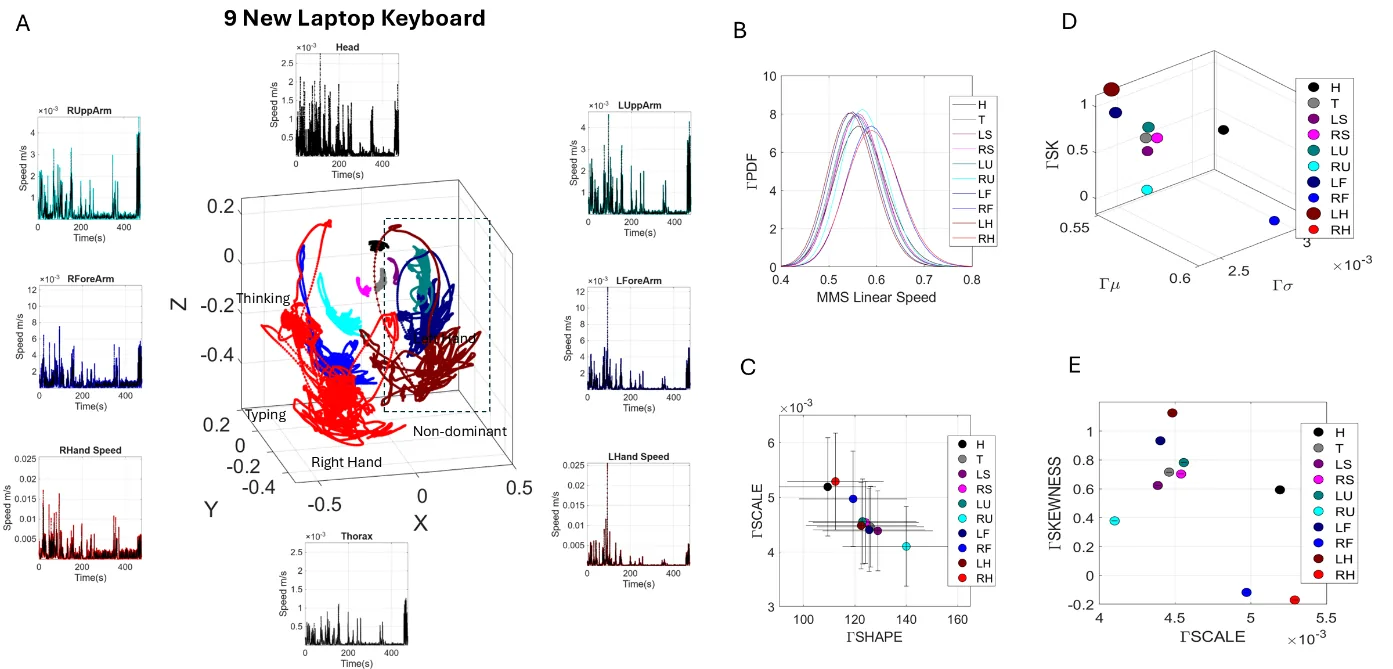 A
9 New Laptop Keyboard
×10⁻³
Head
Speed m/s
2.5
2
1.5
1
0.5
0
200
400
Time(s)
×10⁻³
RUppArm
Speed m/s
4
3
2
1
0
200
400
Time(s)
×10⁻³
LUppArm
Speed m/s
4
3
2
1
0
200
400
Time(s)
×10⁻³
RForeArm
Speed m/s
12
10
8
6
4
2
0
200
400
Time(s)
×10⁻³
LForeArm
Speed m/s
12
10
8
6
4
2
0
200
400
Time(s)
RHand Speed
Speed m/s
0.025
0.02
0.015
0.01
0.005
0
200
400
Time(s)
LHand Speed
Speed m/s
0.025
0.02
0.015
0.01
0.005
0
200
400
Time(s)
×10⁻³
Thorax
Speed m/s
2.5
2
1.5
1
0.5
0
200
400
Time(s)
Z
0.2
0
-0.2
-0.4
Thinking
Typing
Right Hand
Non-dominant
Hand
0.2
0
-0.2
-0.4
Y
-0.5
0
0.5
X
B
ΓPDF
10
8
6
4
2
0
0.4
0.5
0.6
0.7
0.8
MMS Linear Speed
H
T
LS
RS
LU
RU
LF
RF
LH
RH
C
×10⁻³
ΓSCALE
6
5
4
3
100
120
140
160
ΓSHAPE
H
T
LS
RS
LU
RU
LF
RF
LH
RH
D
ΓSK
1
0.5
0
0.55
0.6
Γμ
2.5
3
×10⁻³
Γσ
H
T
LS
RS
LU
RU
LF
RF
LH
RH
E
ΓSKEWNESS
1
0.8
0.6
0.4
0.2
0
-0.2
4
4.5
5
5.5
ΓSCALE
×10⁻³
H
T
LS
RS
LU
RU
LF
RF
LH
RH